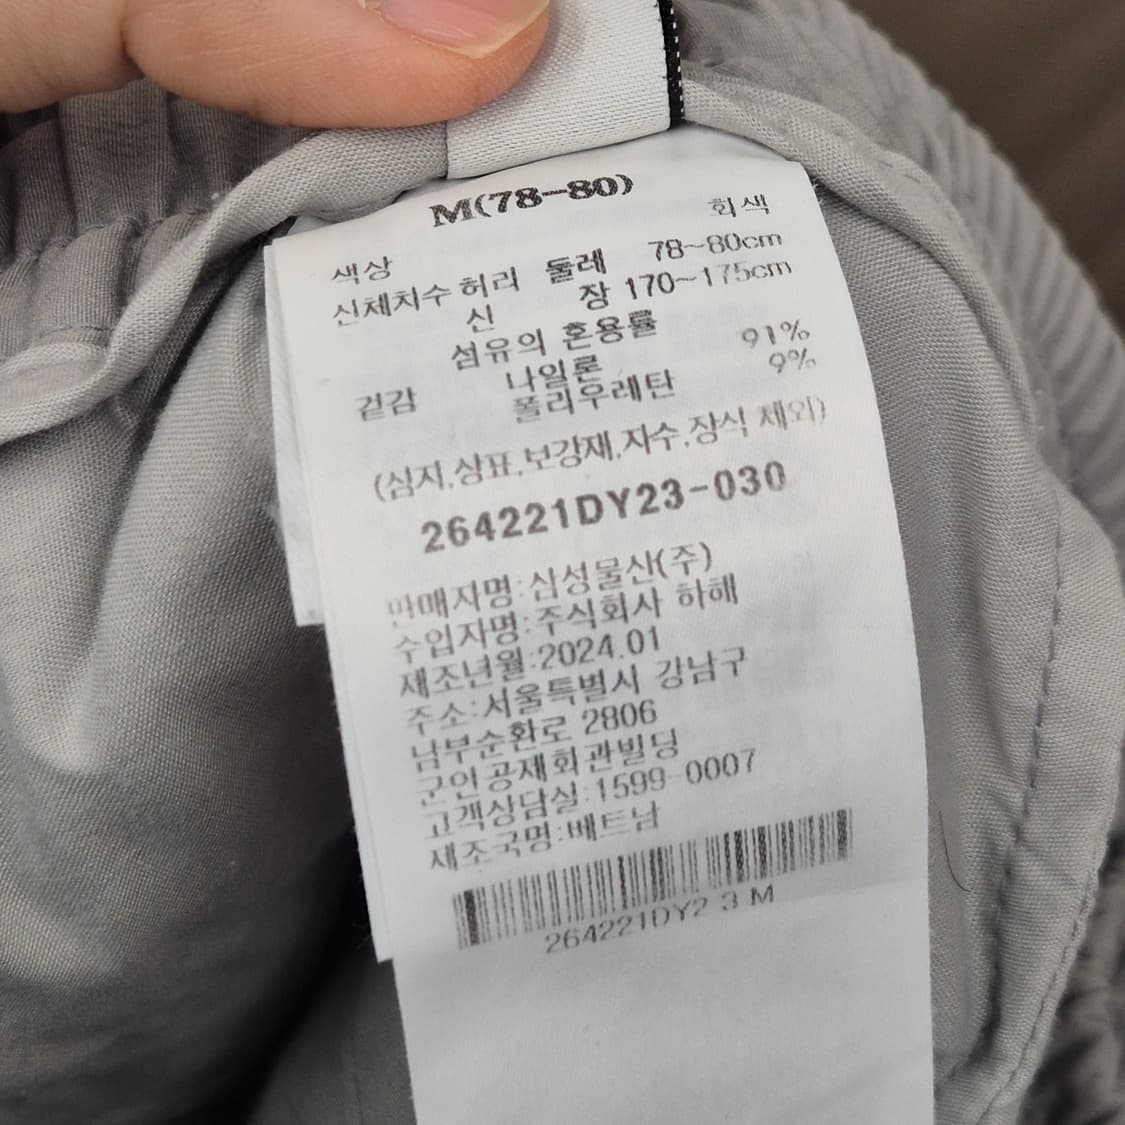 M(78-80)
색상 회색
신체치수 허리 둘레 78~80cm
신 장 170~175cm
섬유의 혼용률
겉감 나일론 91%
폴리우레탄 9%
(심지,상표,보강재,자수,장식 제외)
264221DY23-030
판매자명:삼성물산(주)
수입자명:주식회사 하해
제조년월:2024.01
주소:서울특별시 강남구
남부순환로 2806
군인공제회관빌딩
고객상담실:1599-0007
제조국명:베트남
264221DY2 3 M